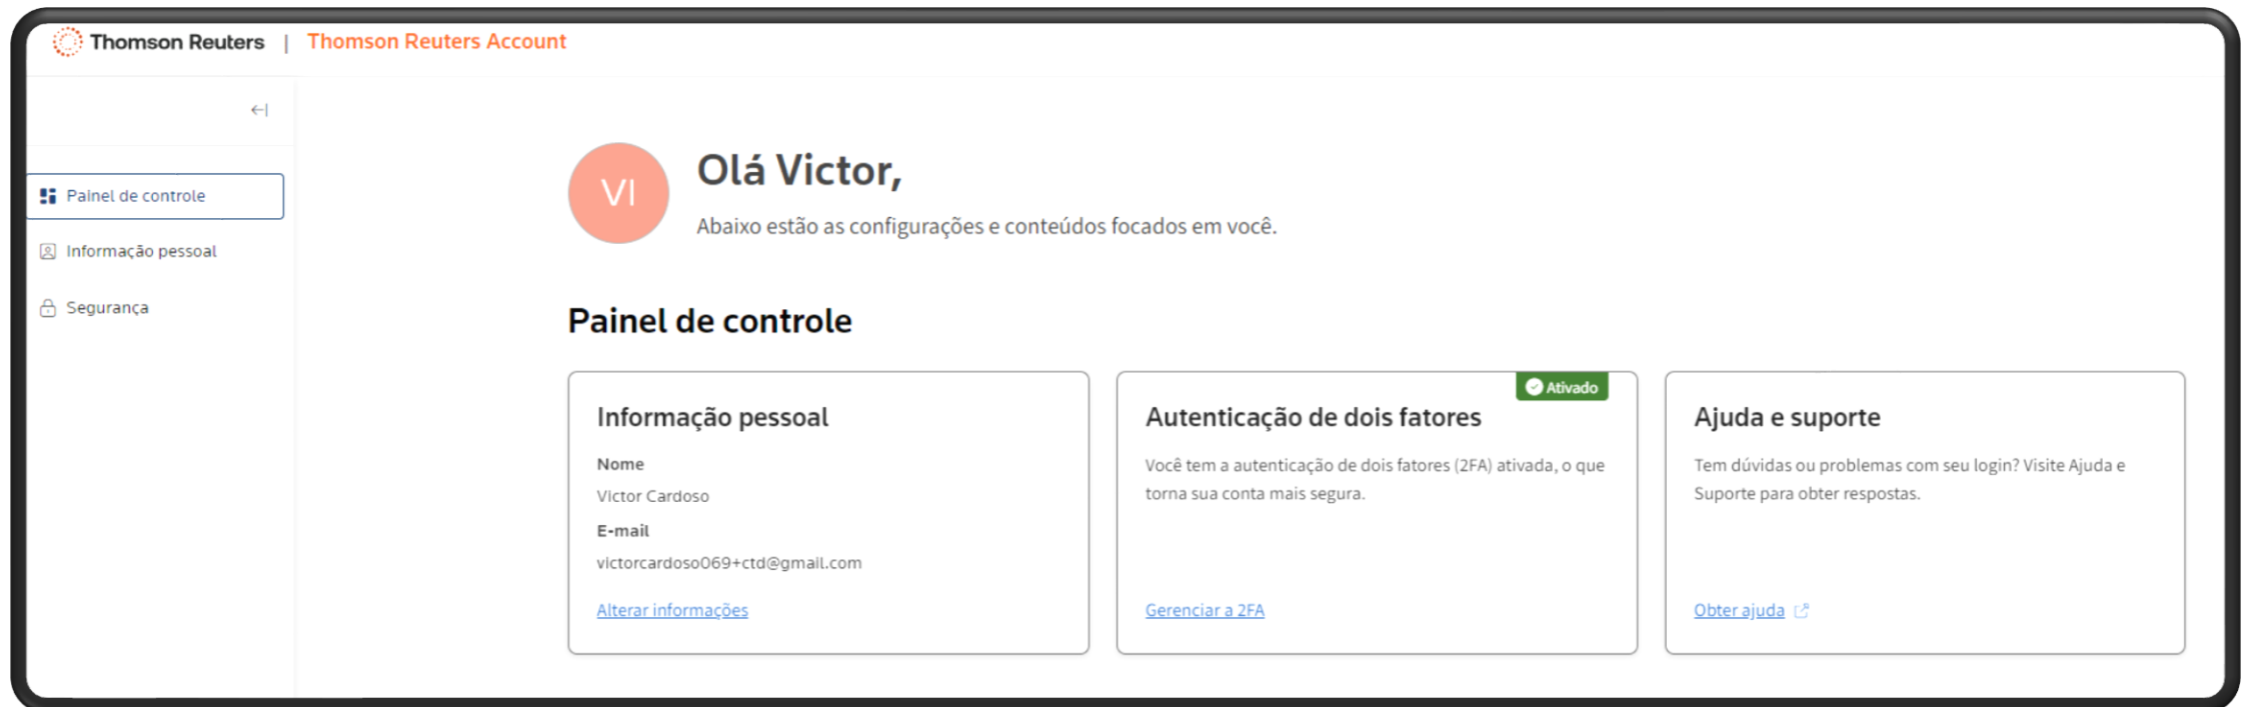 Thomson Reuters | Thomson Reuters Account
Painel de controle
Informação pessoal
Segurança
VI
Olá Victor,
Abaixo estão as configurações e conteúdos focados em você.
Painel de controle
Informação pessoal
Nome
Victor Cardoso
E-mail
victorcardoso069+ctd@gmail.com
Alterar informações
Ativado
Autenticação de dois fatores
Você tem a autenticação de dois fatores (2FA) ativada, o que
torna sua conta mais segura.
Gerenciar a 2FA
Ajuda e suporte
Tem dúvidas ou problemas com seu login? Visite Ajuda e
Suporte para obter respostas.
Obter ajuda